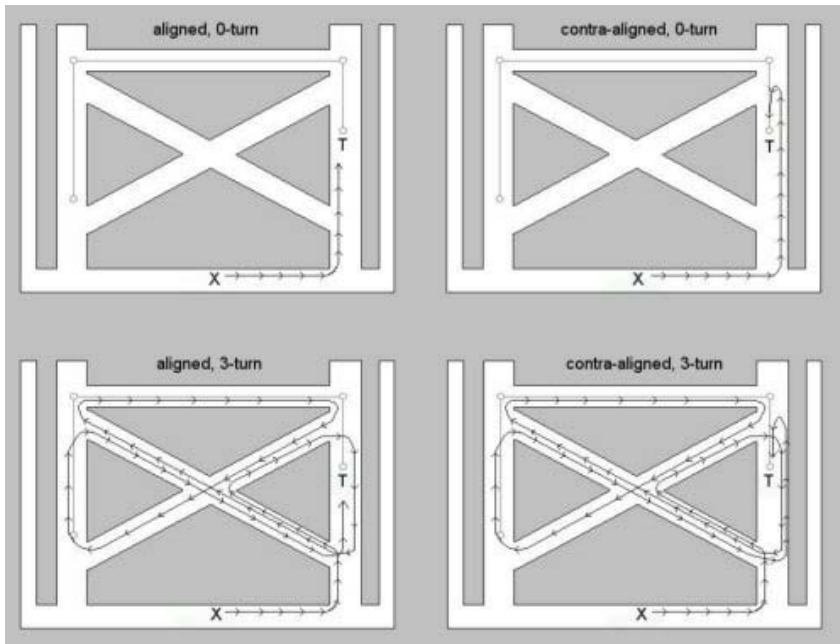 aligned, 0-turn
contra-aligned, 0-turn
T
T
X
X
aligned, 3-turn
contra-aligned, 3-turn
T
T
X
X